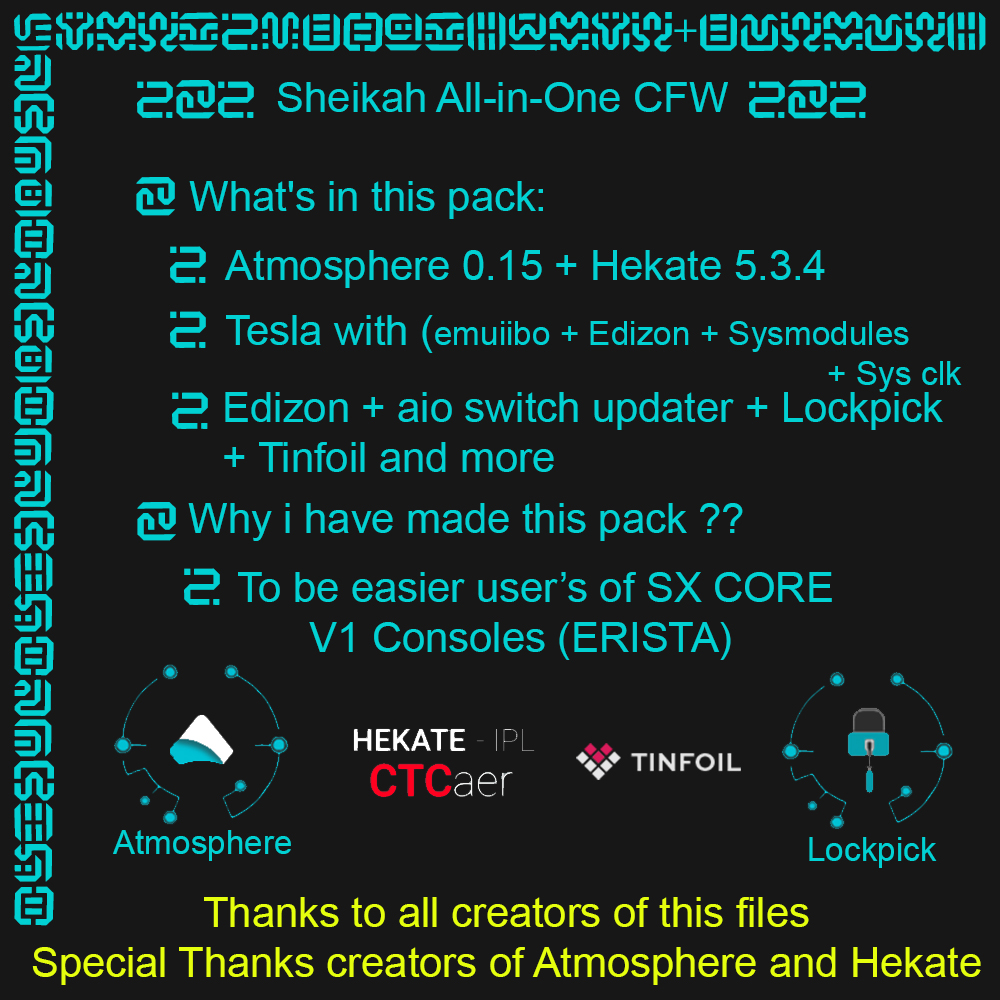 Sheikah All-in-One CFW
What's in this pack:
Atmosphere 0.15 + Hekate 5.3.4
Tesla with (emuiibo + Edizon + Sysmodules
+ Sys clk
Edizon + aio switch updater + Lockpick
+ Tinfoil and more
Why i have made this pack ??
To be easier user’s of SX CORE
V1 Consoles (ERISTA)
HEKATE - IPL
CTCaer
TINFOIL
Atmosphere
Lockpick
Thanks to all creators of this files
Special Thanks creators of Atmosphere and Hekate